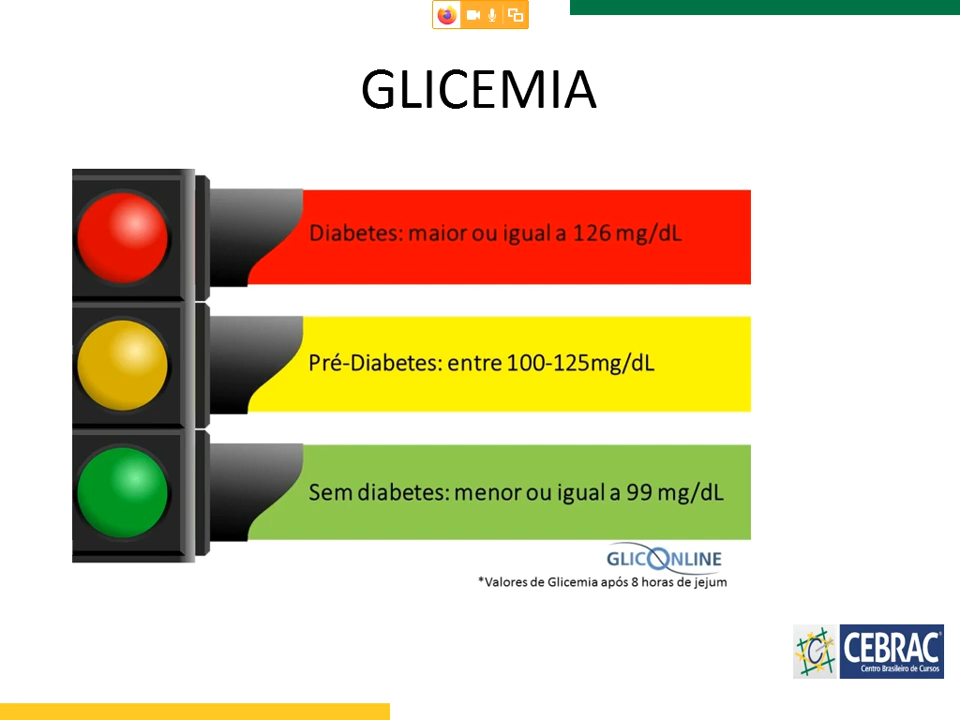 GLICEMIA
Diabetes: maior ou igual a 126 mg/dL
Pré-Diabetes: entre 100-125mg/dL
Sem diabetes: menor ou igual a 99 mg/dL
GLICONLINE
*Valores de Glicemia após 8 horas de jejum
CEBRAC
Centro Brasileiro de Cursos